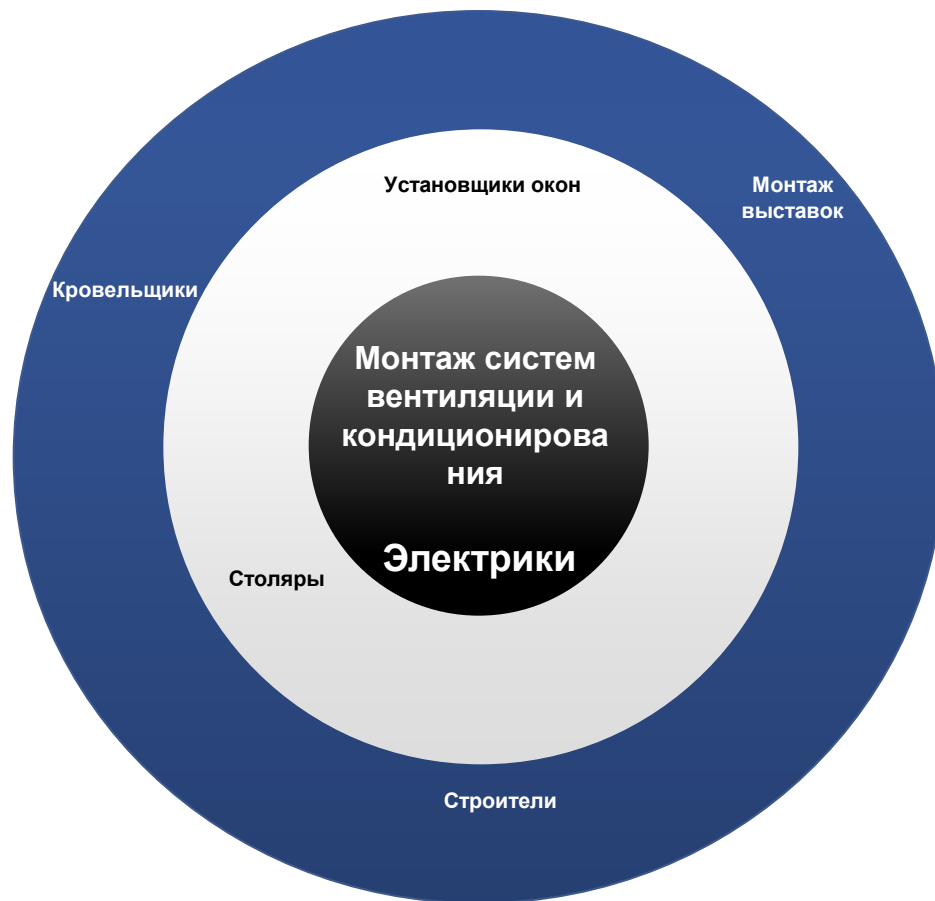 Установщики окон
Монтаж
выставок
Кровельщики
Монтаж систем
вентиляции и
кондиционирова
ния
Электрики
Столяры
Строители